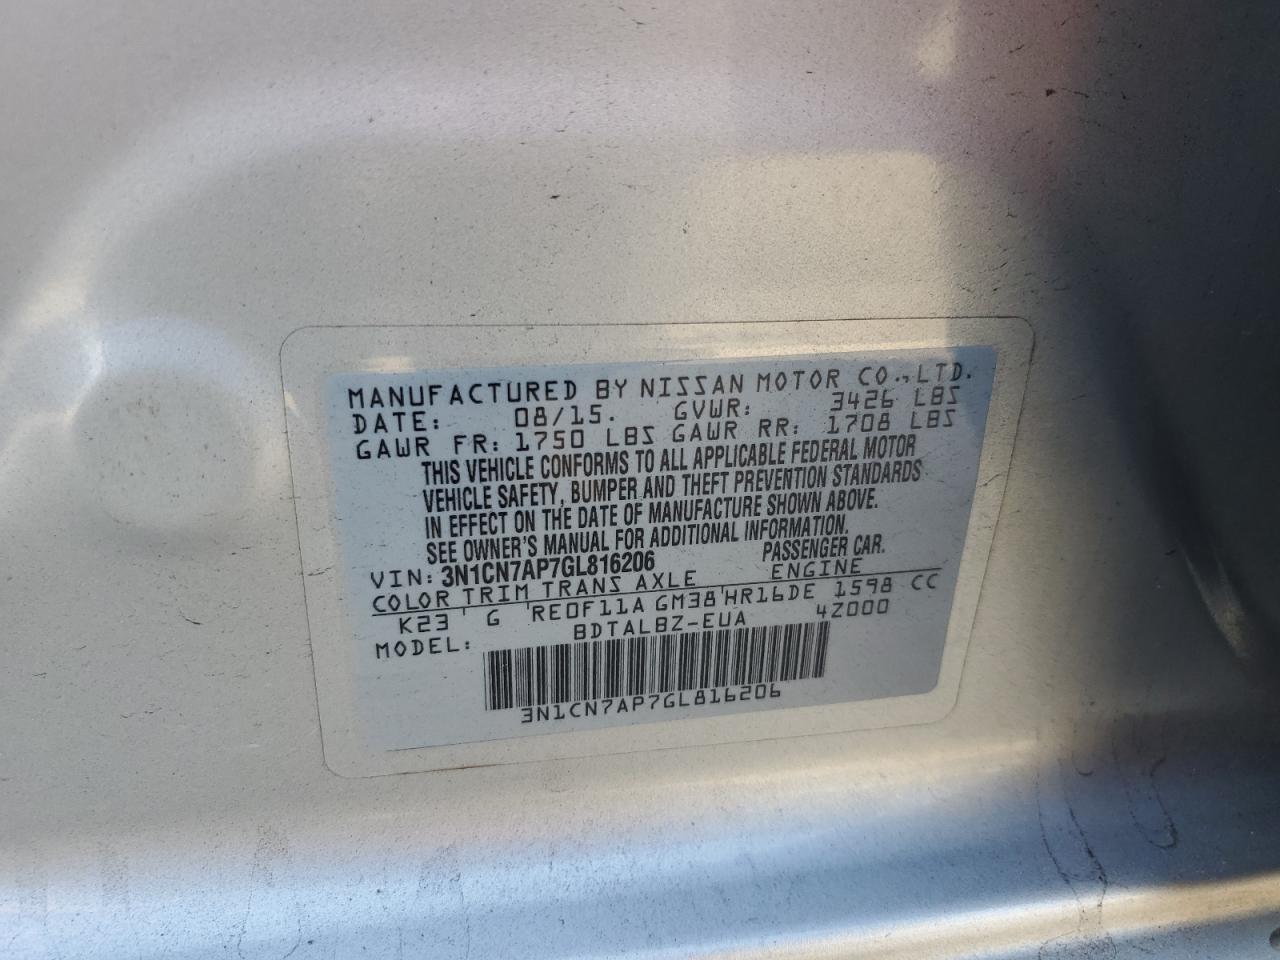 MANUFACTURED BY NISSAN MOTOR CO.,LTD.
DATE: 08/15. GVWR: 3426 LBS
GAWR FR: 1750 LBS GAWR RR: 1708 LBS
THIS VEHICLE CONFORMS TO ALL APPLICABLE FEDERAL MOTOR
VEHICLE SAFETY, BUMPER AND THEFT PREVENTION STANDARDS
IN EFFECT ON THE DATE OF MANUFACTURE SHOWN ABOVE.
SEE OWNER'S MANUAL FOR ADDITIONAL INFORMATION.
VIN: 3N1CN7AP7GL816206 PASSENGER CAR.
COLOR TRIM TRANS AXLE ENGINE
K23 G RE0F11A GM38 HR16DE 1598 CC
MODEL: BDTALBZ-EUA 4Z000
3N1CN7AP7GL816206